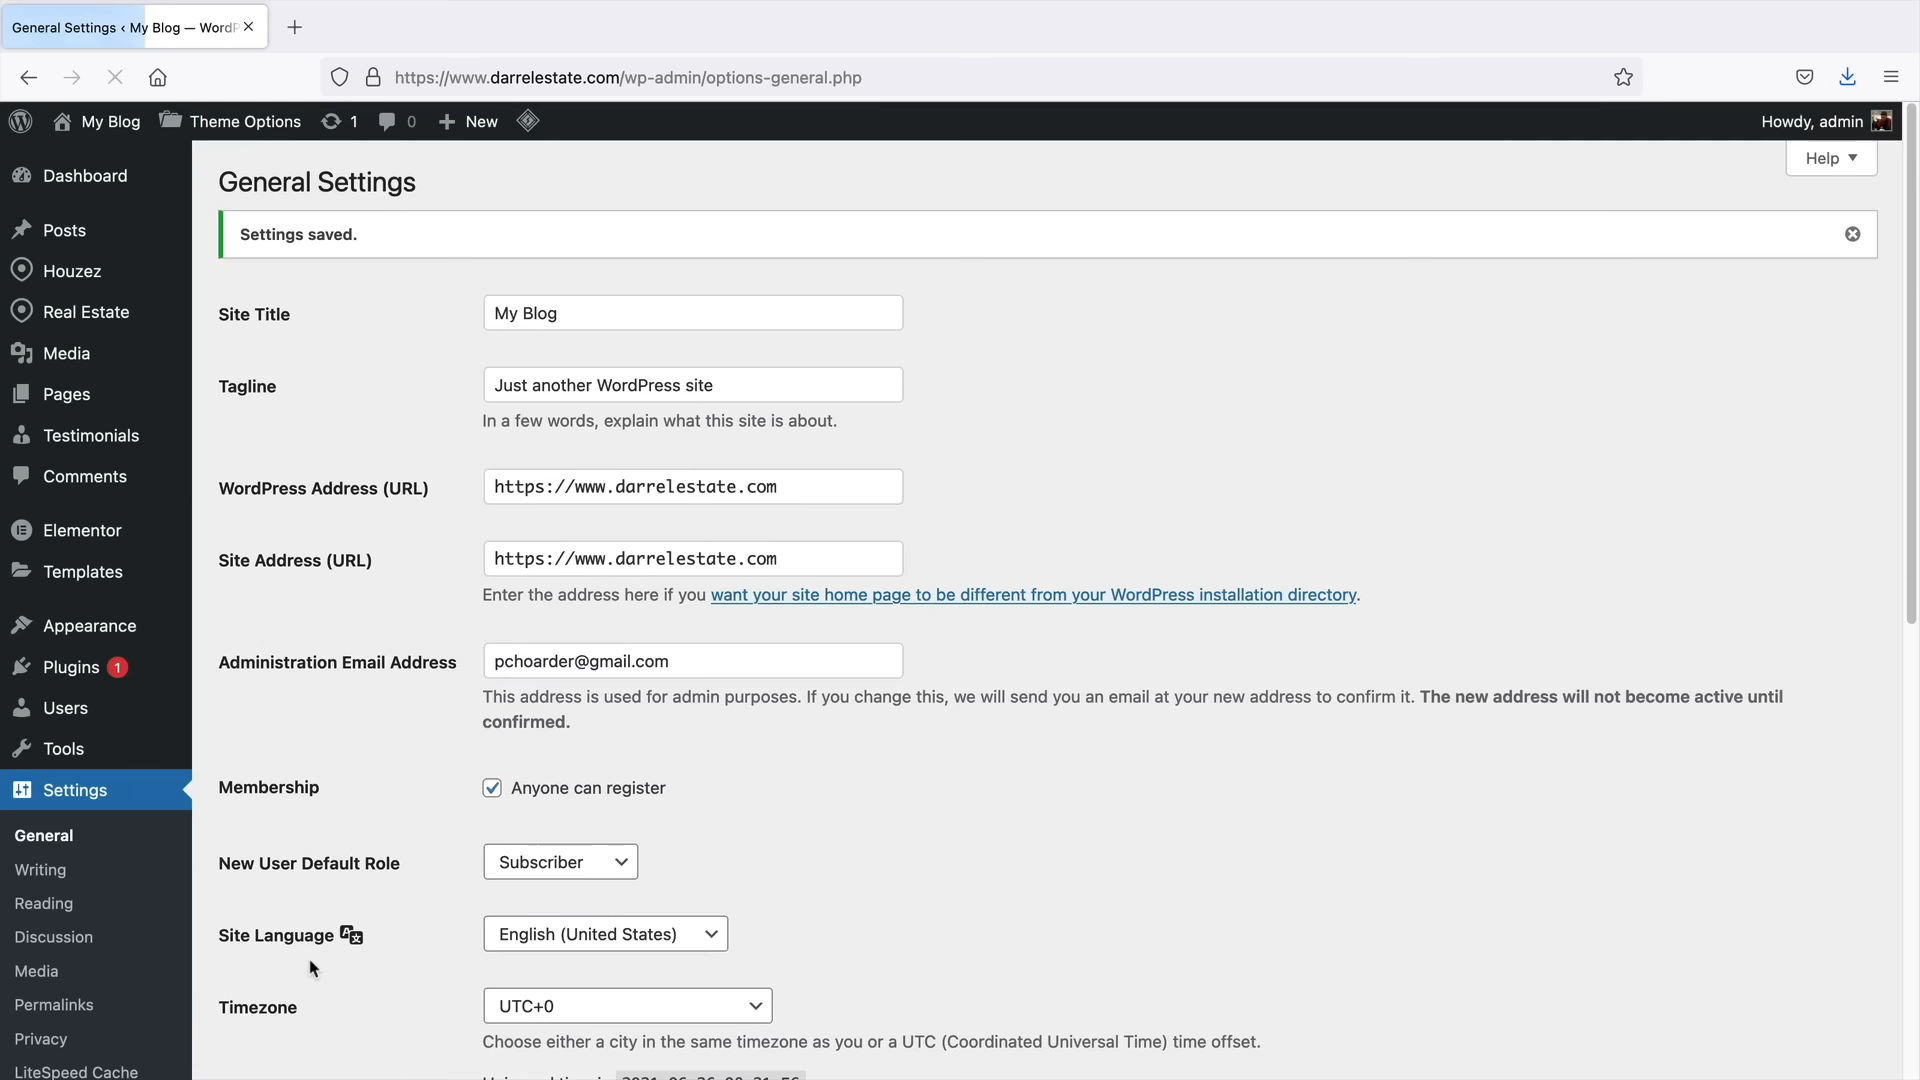 General Settings ‹ My Blog — WordP
https://www.darrelestate.com/wp-admin/options-general.php
My Blog
Theme Options
1
0
New
Howdy, admin
Help
Dashboard
Posts
Houzez
Real Estate
Media
Pages
Testimonials
Comments
Elementor
Templates
Appearance
Plugins 1
Users
Tools
Settings
General
Writing
Reading
Discussion
Media
Permalinks
Privacy
LiteSpeed Cache
General Settings
Settings saved.
Site Title
My Blog
Tagline
Just another WordPress site
In a few words, explain what this site is about.
WordPress Address (URL)
https://www.darrelestate.com
Site Address (URL)
https://www.darrelestate.com
Enter the address here if you want your site home page to be different from your WordPress installation directory.
Administration Email Address
pchoarder@gmail.com
This address is used for admin purposes. If you change this, we will send you an email at your new address to confirm it. The new address will not become active until
confirmed.
Membership
Anyone can register
New User Default Role
Subscriber
Site Language
English (United States)
Timezone
UTC+0
Choose either a city in the same timezone as you or a UTC (Coordinated Universal Time) time offset.